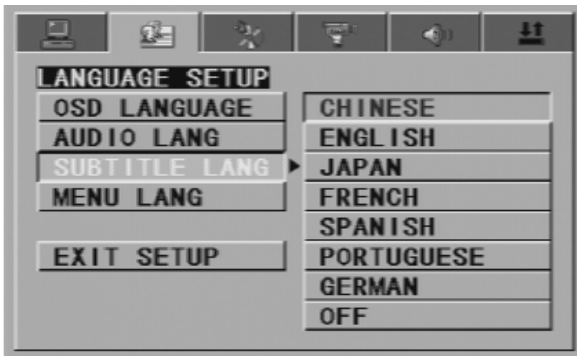 LANGUAGE SETUP
OSD LANGUAGE
AUDIO LANG
SUBTITLE LANG
MENU LANG
EXIT SETUP
CHINESE
ENGLISH
JAPAN
FRENCH
SPANISH
PORTUGUESE
GERMAN
OFF